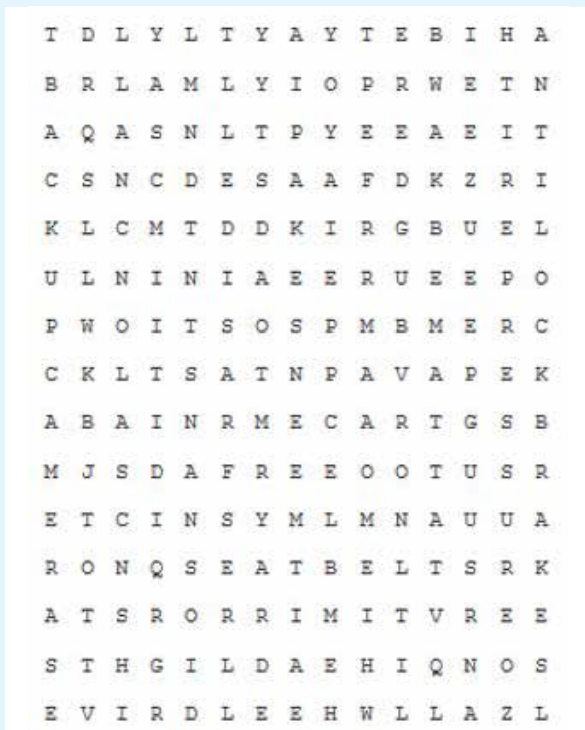 T D L Y L T Y A Y T E B I H A
B R L A M L Y I O P R W E T N
A Q A S N L T P Y E E A E I T
C S N C D E S A A F D K Z R I
K L C M T D D K I R G B U E L
U L N I N I A E E R U E E P O
P W O I T S O S P M B M E R C
C K L T S A T N P A V A P E K
A B A I N R M E C A R T G S B
M J S D A F R E E O O T U S R
E T C I N S Y M L M N A U U A
R O N Q S E A T B E L T S R K
A T S R O R R I M I T V R E E
S T H G I L D A E H I Q N O S
E V I R D L E E H W L L A Z L